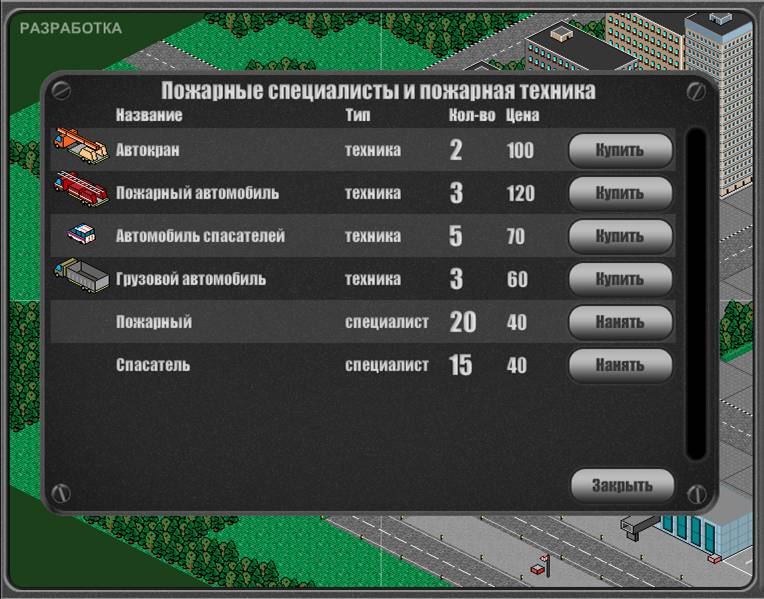 РАЗРАБОТКА
Пожарные специалисты и пожарная техника
Название Тип Кол-во Цена
Автокран техника 2 100 Купить
Пожарный автомобиль техника 3 120 Купить
Автомобиль спасателей техника 5 70 Купить
Грузовой автомобиль техника 3 60 Купить
Пожарный специалист 20 40 Нанять
Спасатель специалист 15 40 Нанять
Закрыть